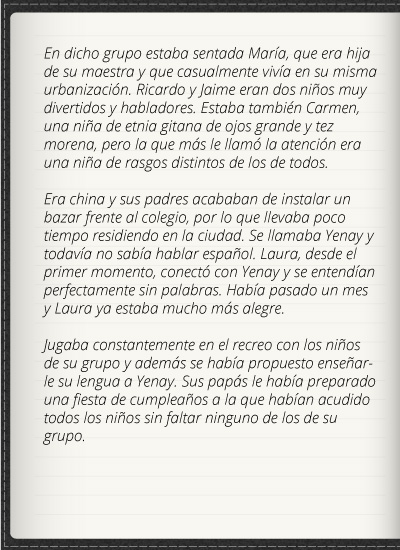 En dicho grupo estaba sentada María, que era hija
de su maestra y que casualmente vivía en su misma
urbanización. Ricardo y Jaime eran dos niños muy
divertidos y habladores. Estaba también Carmen,
una niña de etnia gitana de ojos grande y tez
morena, pero la que más le llamó la atención era
una niña de rasgos distintos de los de todos.

Era china y sus padres acababan de instalar un
bazar frente al colegio, por lo que llevaba poco
tiempo residiendo en la ciudad. Se llamaba Yenay y
todavía no sabía hablar español. Laura, desde el
primer momento, conectó con Yenay y se entendían
perfectamente sin palabras. Había pasado un mes
y Laura ya estaba mucho más alegre.

Jugaba constantemente en el recreo con los niños
de su grupo y además se había propuesto enseñar-
le su lengua a Yenay. Sus papás le había preparado
una fiesta de cumpleaños a la que habían acudido
todos los niños sin faltar ninguno de los de su
grupo.